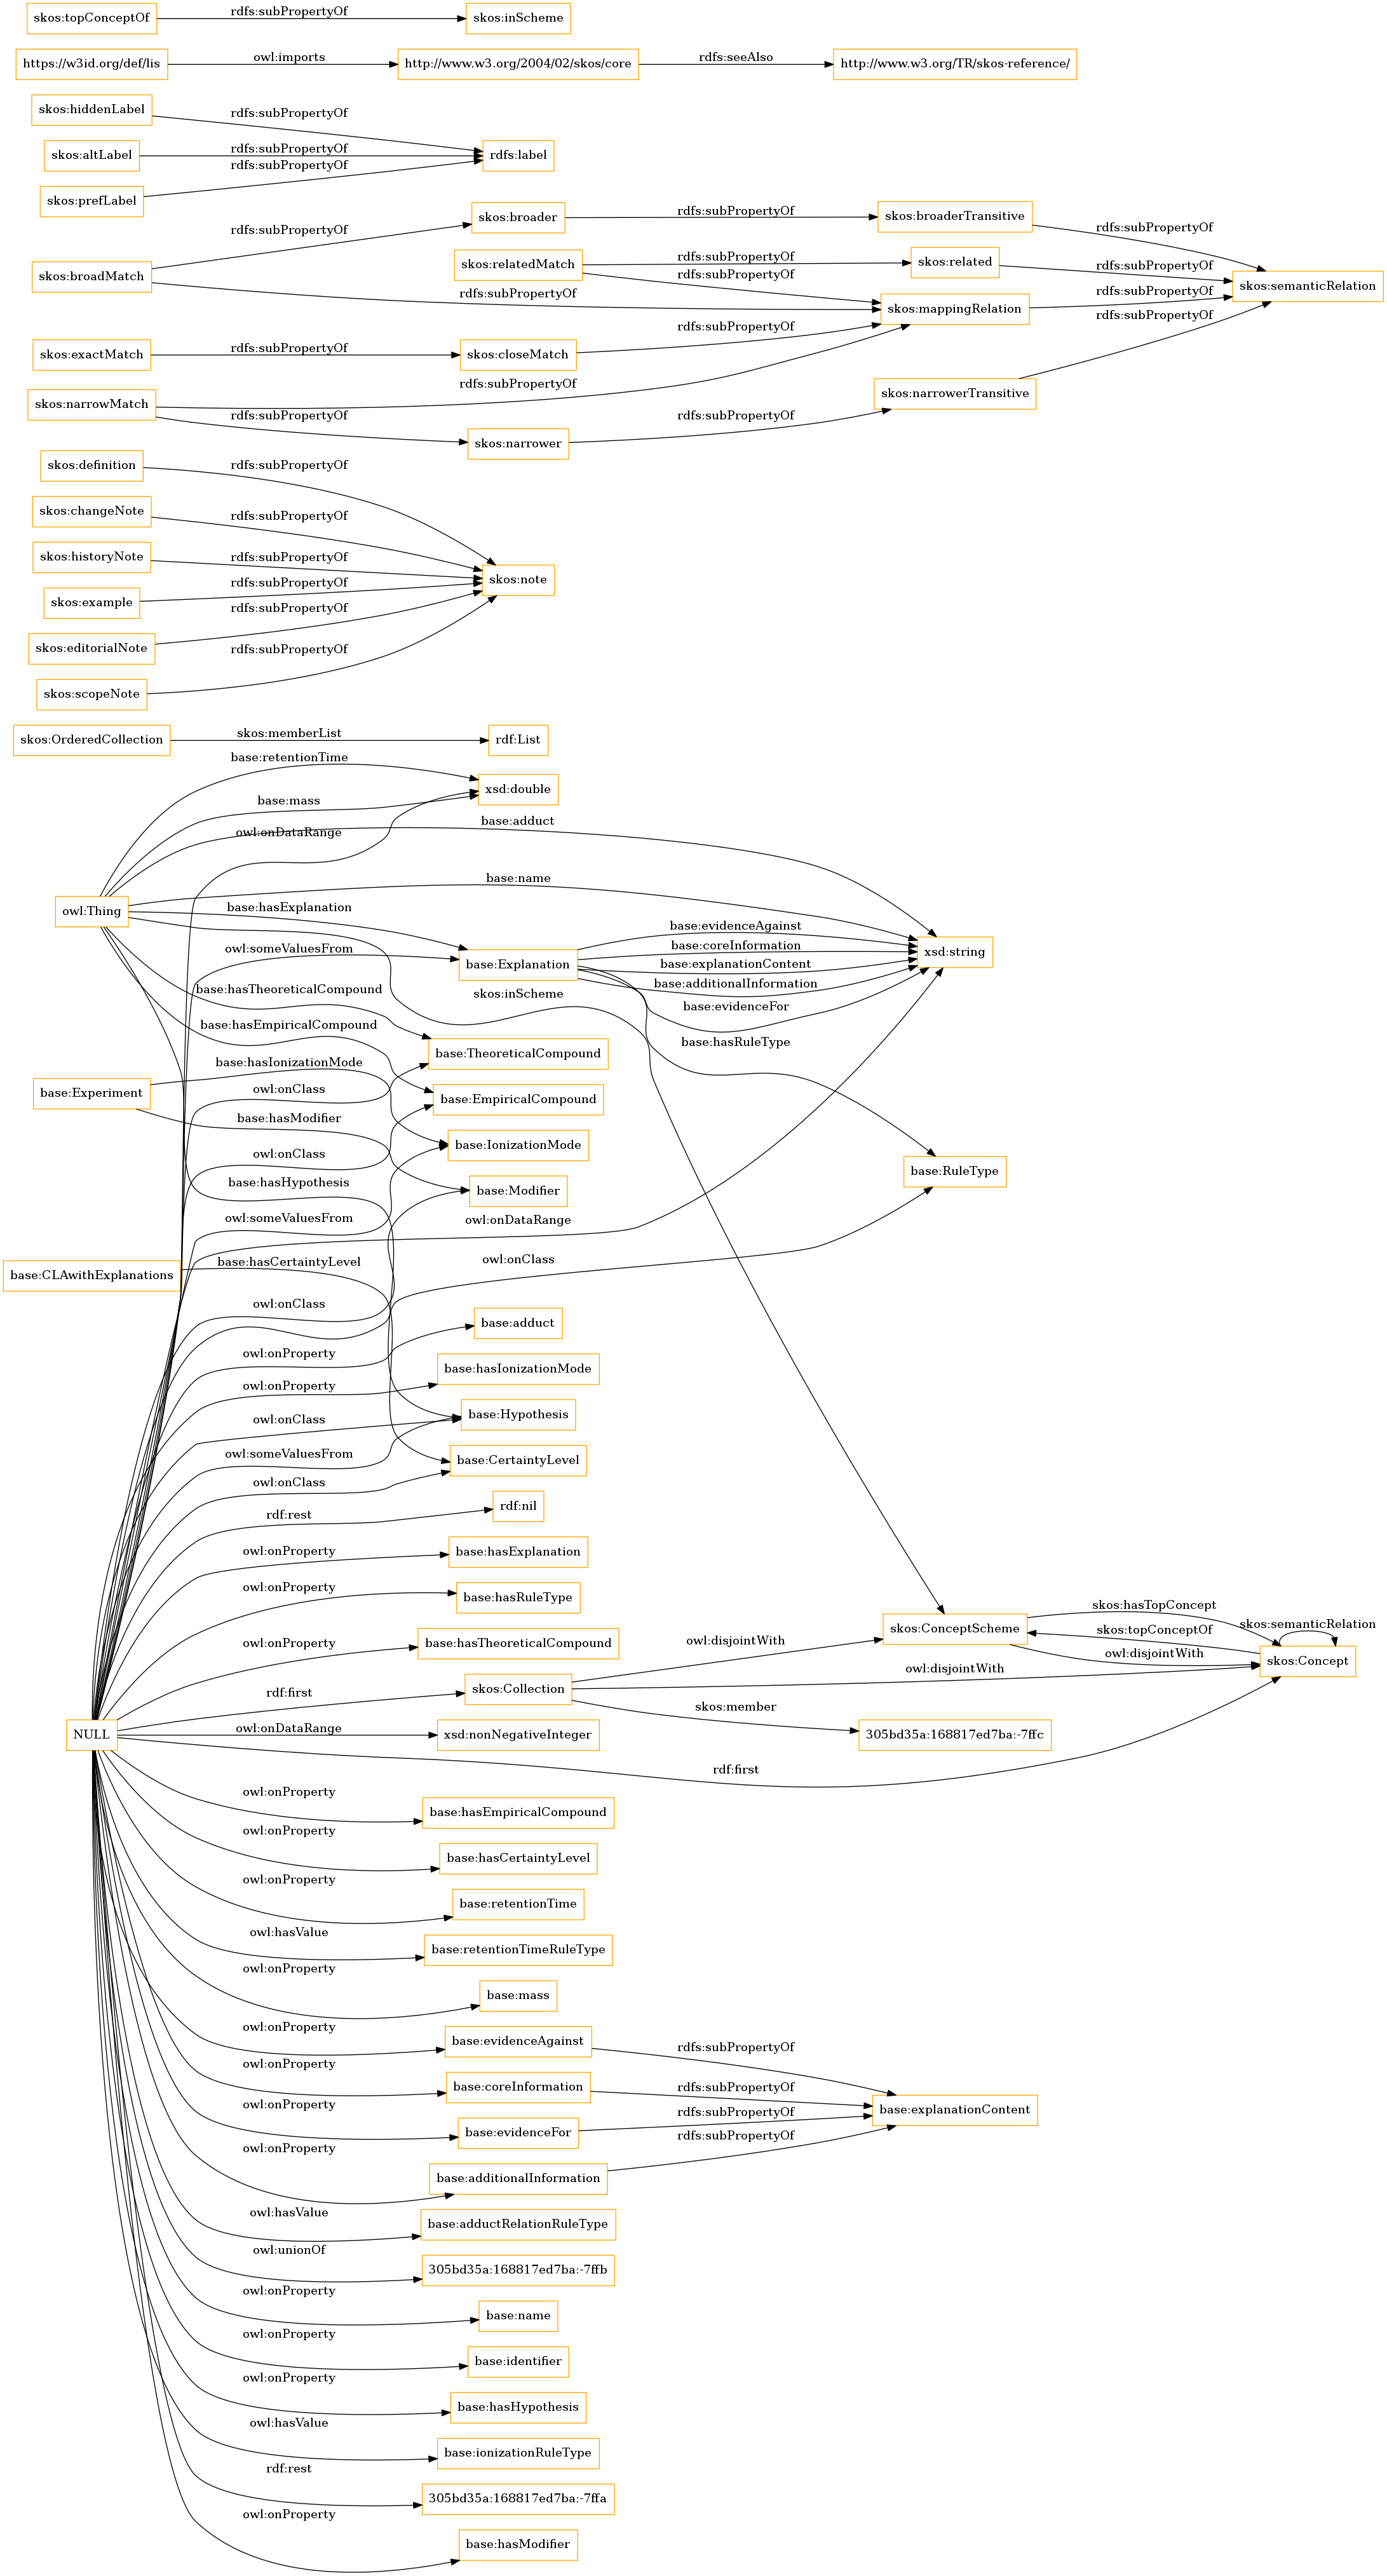 skos:topConceptOf
rdfs:subPropertyOf
skos:inScheme
https://w3id.org/def/lis
owl:imports
http://www.w3.org/2004/02/skos/core
rdfs:seeAlso
http://www.w3.org/TR/skos-reference/
skos:hiddenLabel
rdfs:subPropertyOf
skos:altLabel
rdfs:subPropertyOf
rdfs:label
rdfs:subPropertyOf
skos:prefLabel
skos:broader
rdfs:subPropertyOf
skos:broaderTransitive
rdfs:subPropertyOf
rdfs:subPropertyOf
skos:broadMatch
skos:relatedMatch
rdfs:subPropertyOf
skos:related
rdfs:subPropertyOf
rdfs:subPropertyOf
skos:semanticRelation
rdfs:subPropertyOf
rdfs:subPropertyOf
skos:mappingRelation
rdfs:subPropertyOf
rdfs:subPropertyOf
skos:exactMatch
rdfs:subPropertyOf
skos:closeMatch
rdfs:subPropertyOf
skos:narrowMatch
rdfs:subPropertyOf
skos:narrowerTransitive
rdfs:subPropertyOf
skos:narrower
rdfs:subPropertyOf
skos:definition
rdfs:subPropertyOf
skos:changeNote
rdfs:subPropertyOf
skos:historyNote
rdfs:subPropertyOf
skos:note
skos:example
rdfs:subPropertyOf
rdfs:subPropertyOf
skos:editorialNote
rdfs:subPropertyOf
skos:scopeNote
skos:OrderedCollection
skos:memberList
rdf:List
base:retentionTime
base:mass
xsd:double
owl:onDataRange
base:adduct
owl:Thing
base:name
base:hasExplanation
owl:someValuesFrom
base:Explanation
base:evidenceAgainst
base:coreInformation
base:explanationContent
base:additionalInformation
base:evidenceFor
xsd:string
base:hasTheoreticalCompound
skos:inScheme
base:hasEmpiricalCompound
base:hasRuleType
base:TheoreticalCompound
base:Experiment
base:hasIonizationMode
owl:onClass
base:EmpiricalCompound
base:hasModifier
base:IonizationMode
owl:onClass
base:hasHypothesis
base:Modifier
base:RuleType
owl:someValuesFrom
owl:onDataRange
base:CLAwithExplanations
base:hasCertaintyLevel
owl:onClass
owl:onClass
base:adduct
owl:onProperty
base:hasIonizationMode
owl:onProperty
owl:onClass
base:Hypothesis
owl:someValuesFrom
base:CertaintyLevel
owl:onClass
rdf:rest
rdf:nil
owl:onProperty
base:hasExplanation
owl:onProperty
base:hasRuleType
owl:onProperty
base:hasTheoreticalCompound
owl:disjointWith
skos:ConceptScheme
skos:hasTopConcept
skos:topConceptOf
owl:disjointWith
skos:semanticRelation
skos:Concept
rdf:first
skos:Collection
owl:disjointWith
skos:member
305bd35a:168817ed7ba:-7ffc
NULL
owl:onDataRange
xsd:nonNegativeInteger
rdf:first
owl:onProperty
base:hasEmpiricalCompound
owl:onProperty
base:hasCertaintyLevel
owl:onProperty
base:retentionTime
owl:hasValue
base:retentionTimeRuleType
owl:onProperty
base:mass
owl:onProperty
base:evidenceAgainst
rdfs:subPropertyOf
owl:onProperty
base:coreInformation
rdfs:subPropertyOf
base:explanationContent
owl:onProperty
base:evidenceFor
rdfs:subPropertyOf
owl:onProperty
base:additionalInformation
rdfs:subPropertyOf
owl:hasValue
base:adductRelationRuleType
owl:unionOf
305bd35a:168817ed7ba:-7ffb
owl:onProperty
base:name
owl:onProperty
base:identifier
owl:onProperty
base:hasHypothesis
owl:hasValue
base:ionizationRuleType
rdf:rest
305bd35a:168817ed7ba:-7ffa
owl:onProperty
base:hasModifier